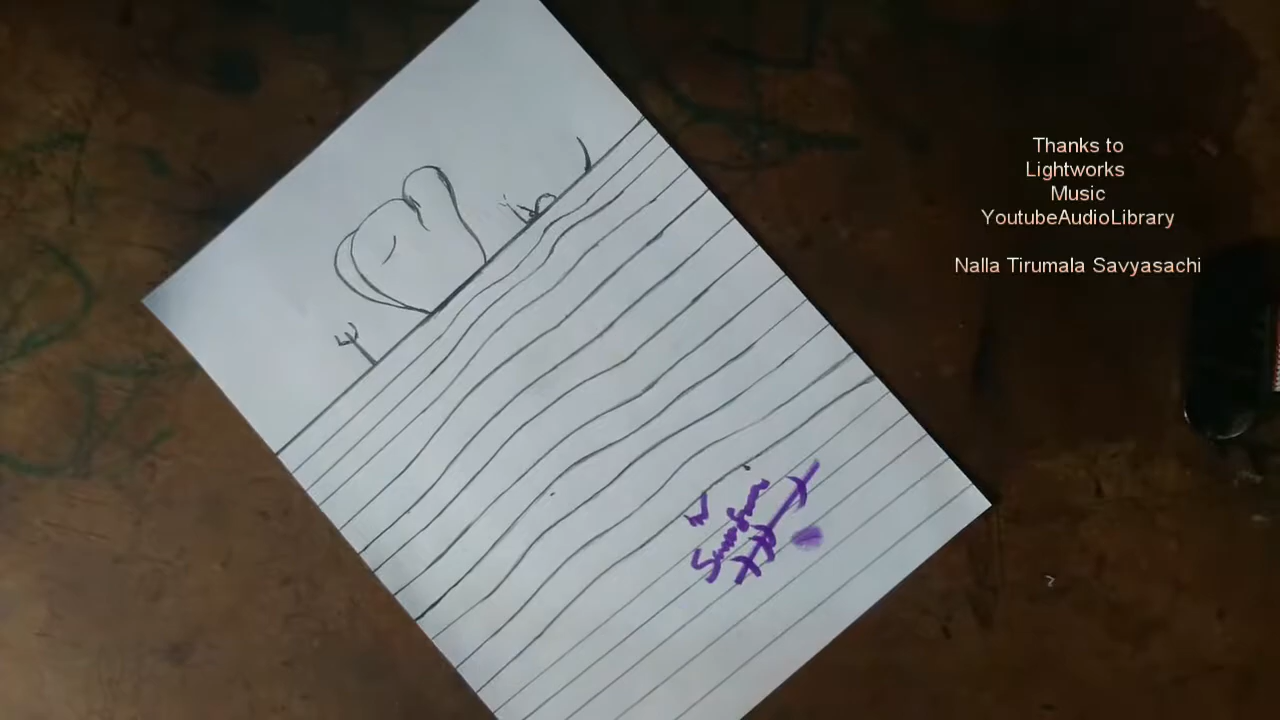 Thanks to
Lightworks
Music
YoutubeAudioLibrary
Nalla Tirumala Savyasachi